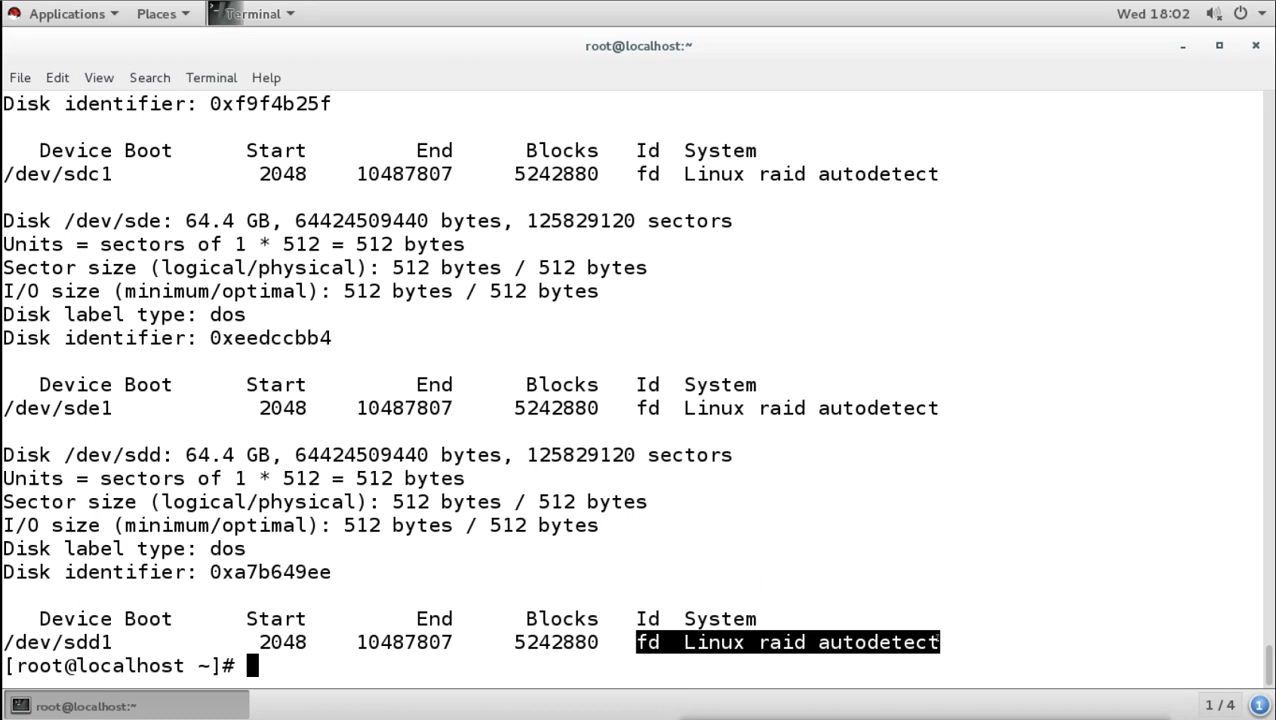 Applications Places Terminal Wed 18:02
root@localhost:~
File Edit View Search Terminal Help
Disk identifier: 0xf9f4b25f
Device Boot Start End Blocks Id System
/dev/sdc1 2048 10487807 5242880 fd Linux raid autodetect
Disk /dev/sde: 64.4 GB, 64424509440 bytes, 125829120 sectors
Units = sectors of 1 * 512 = 512 bytes
Sector size (logical/physical): 512 bytes / 512 bytes
I/O size (minimum/optimal): 512 bytes / 512 bytes
Disk label type: dos
Disk identifier: 0xeedccbb4
Device Boot Start End Blocks Id System
/dev/sde1 2048 10487807 5242880 fd Linux raid autodetect
Disk /dev/sdd: 64.4 GB, 64424509440 bytes, 125829120 sectors
Units = sectors of 1 * 512 = 512 bytes
Sector size (logical/physical): 512 bytes / 512 bytes
I/O size (minimum/optimal): 512 bytes / 512 bytes
Disk label type: dos
Disk identifier: 0xa7b649ee
Device Boot Start End Blocks Id System
/dev/sdd1 2048 10487807 5242880 fd Linux raid autodetect
[root@localhost ~]#
root@localhost:~ 1 / 4 1